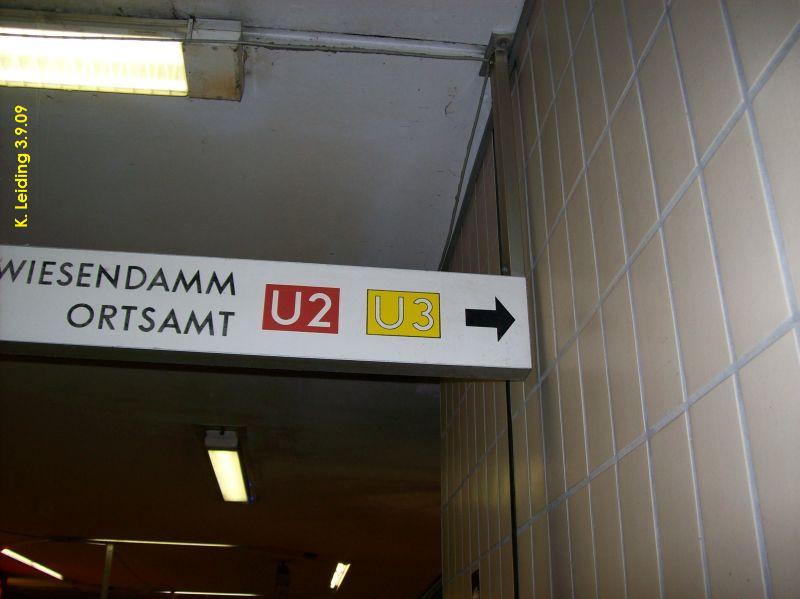 K. Leiding 3.9.09
WIESENDAMM
ORTSAMT
U2 U3